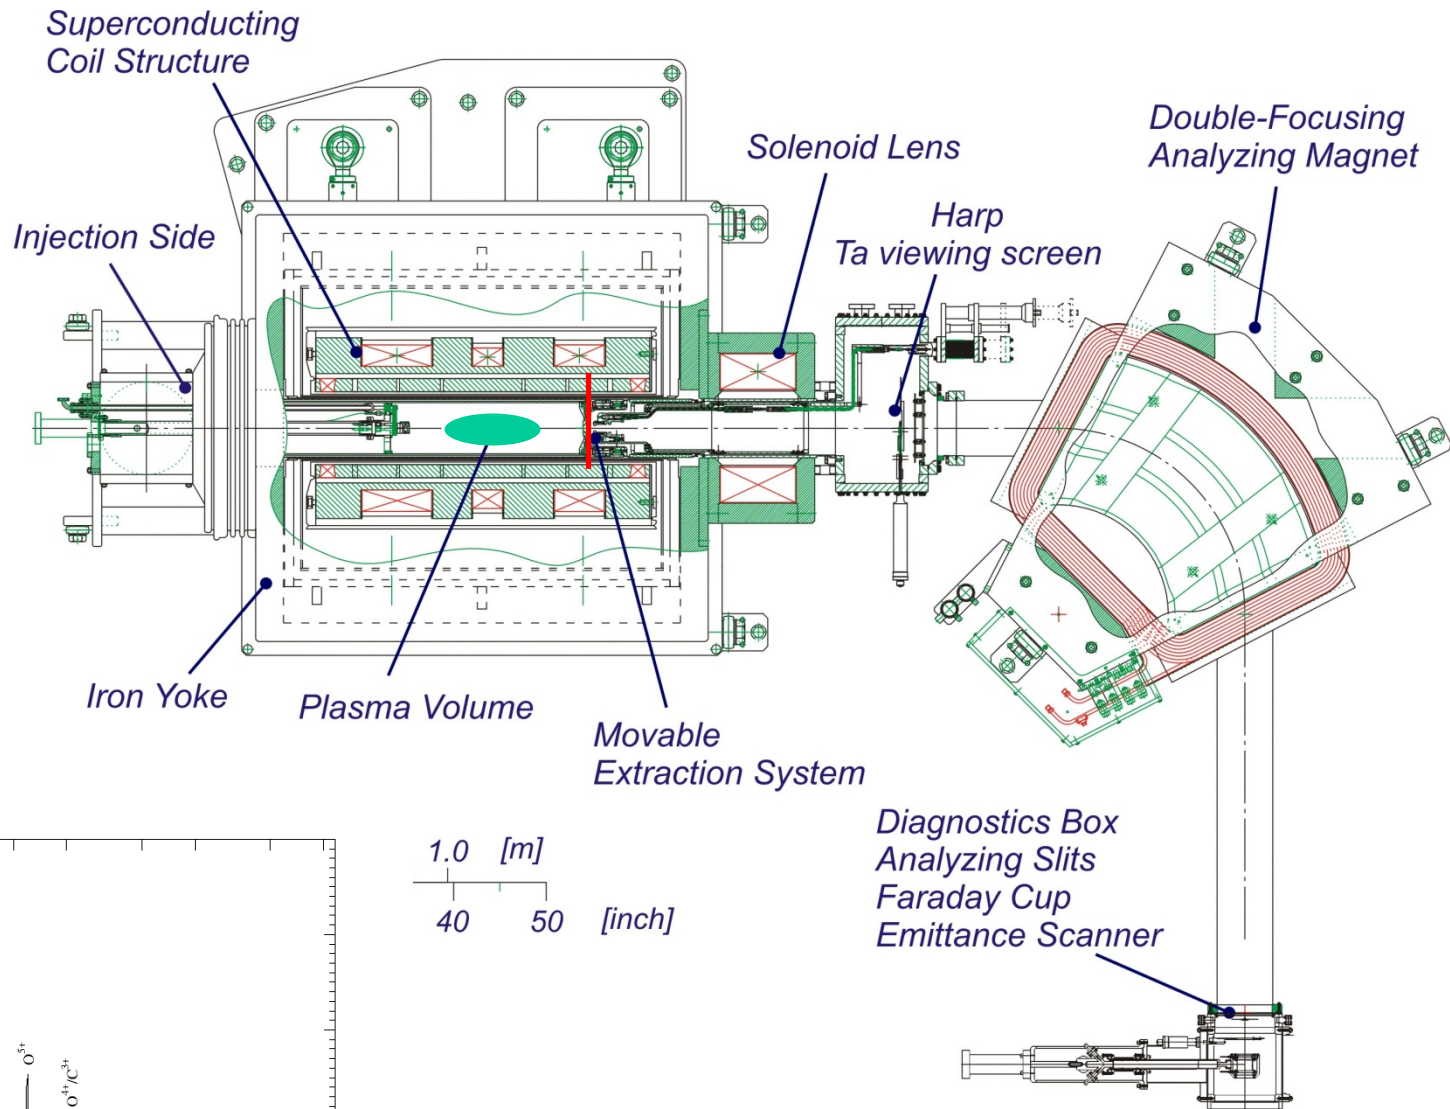 Superconducting
Coil Structure
Double-Focusing
Analyzing Magnet
Solenoid Lens
Injection Side
Harp
Ta viewing screen
Iron Yoke
Plasma Volume
Movable
Extraction System
Diagnostics Box
Analyzing Slits
Faraday Cup
Emittance Scanner
1.0 [m]
40 50 [inch]
O5+
O4+/C3+